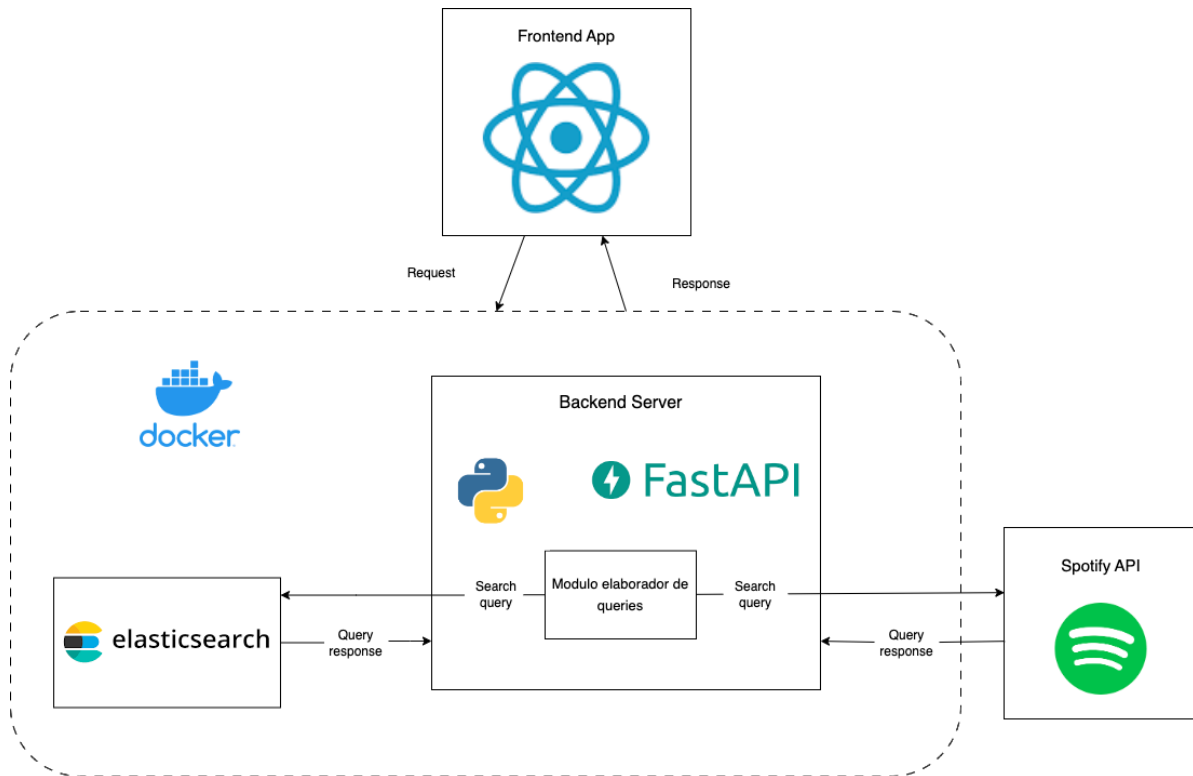 Frontend App
Request
Response
docker
Backend Server
FastAPI
Search
query
Modulo elaborador de
queries
Search
query
Spotify API
elasticsearch
Query
response
Query
response